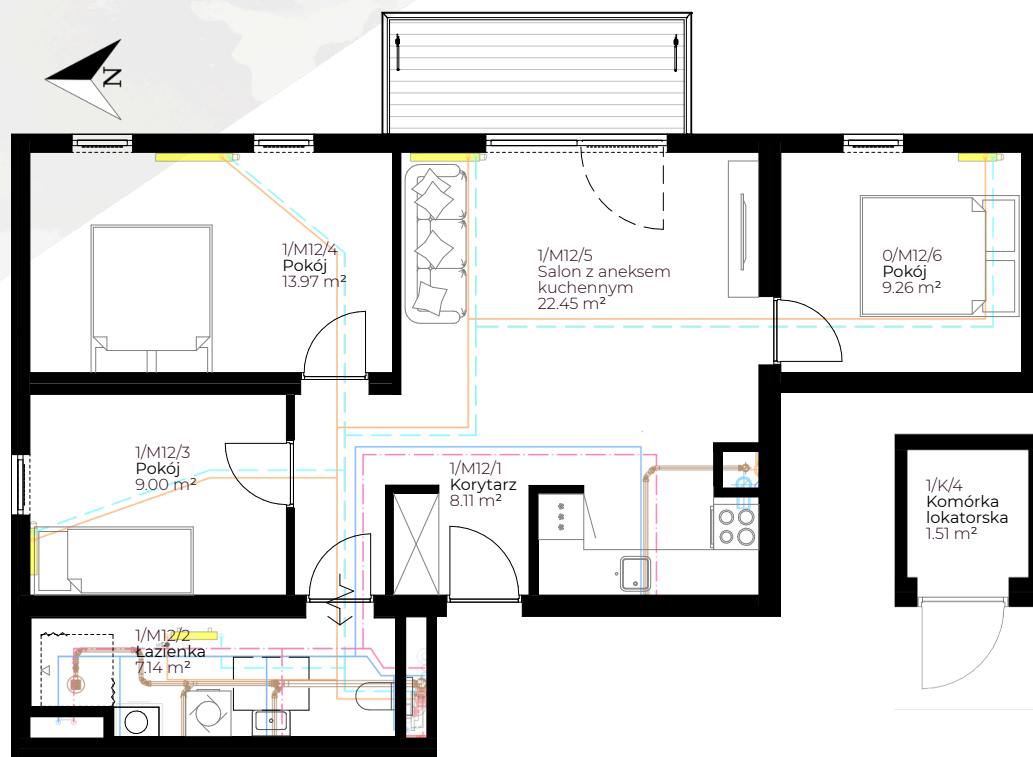 N
1/M12/4
Pokój
13.97 m²
1/M12/5
Salon z aneksem
kuchennym
22.45 m²
0/M12/6
Pokój
9.26 m²
1/M12/3
Pokój
9.00 m²
1/M12/1
Korytarz
8.11 m²
1/K/4
Komórka
lokatorska
1.51 m²
1/M12/2
Łazienka
7.14 m²